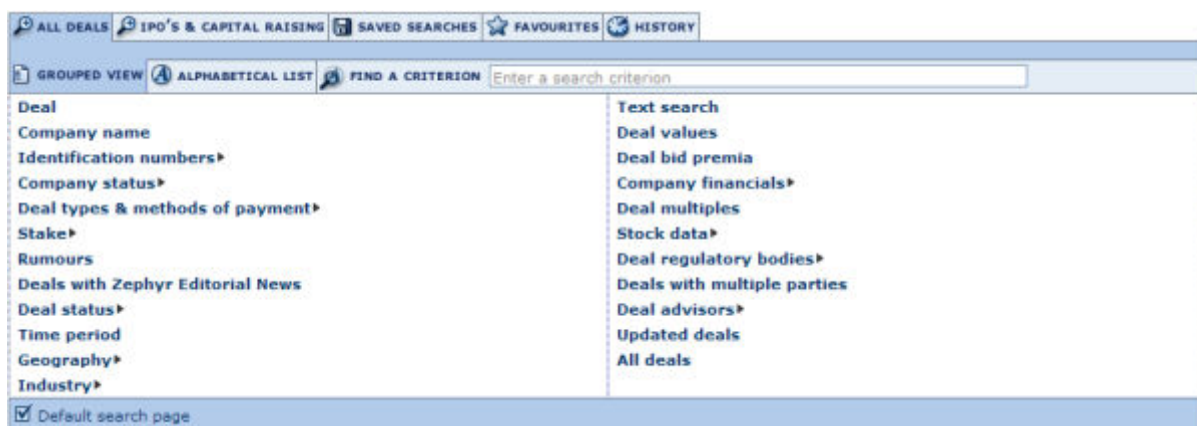 ALL DEALS IPO'S & CAPITAL RAISING SAVED SEARCHES FAVOURITES HISTORY
GROUPED VIEW ALPHABETICAL LIST FIND A CRITERION Enter a search criterion
Deal
Company name
Identification numbers
Company status
Deal types & methods of payment
Stake
Rumours
Deals with Zephyr Editorial News
Deal status
Time period
Geography
Industry
Text search
Deal values
Deal bid premia
Company financials
Deal multiples
Stock data
Deal regulatory bodies
Deals with multiple parties
Deal advisors
Updated deals
All deals
Default search page